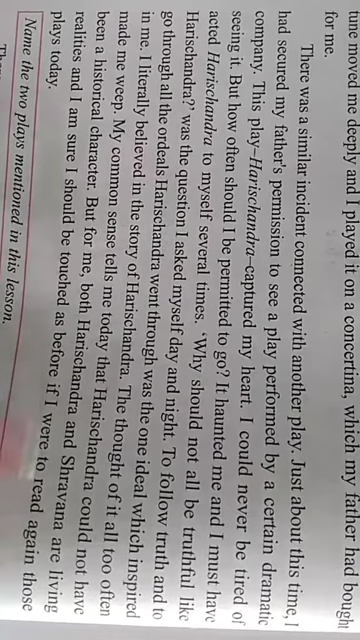 tune moved me deeply and I played it on a concertina, which my father had bought
for me.
There was a similar incident connected with another play. Just about this time, I
had secured my father's permission to see a play performed by a certain dramatic
company. This play–Harischandra–captured my heart. I could never be tired of
seeing it. But how often should I be permitted to go? It haunted me and I must have
acted Harischandra to myself several times. 'Why should not all be truthful like
Harischandra?' was the question I asked myself day and night. To follow truth and to
go through all the ordeals Harischandra went through was the one ideal which inspired
in me. I literally believed in the story of Harischandra. The thought of it all too often
made me weep. My common sense tells me today that Harischandra could not have
been a historical character. But for me, both Harischandra and Shravana are living
realities and I am sure I should be touched as before if I were to read again those
plays today.
Name the two plays mentioned in this lesson.